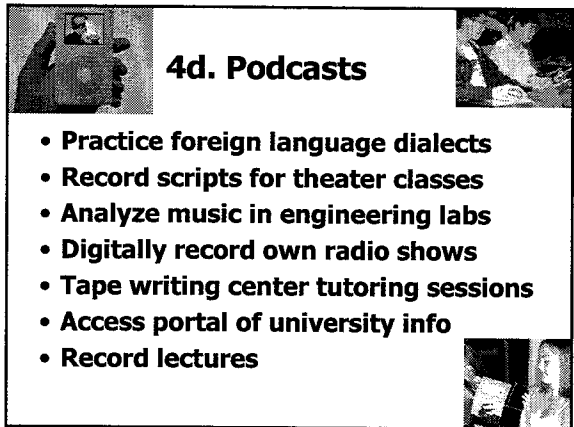 4d. Podcasts
• Practice foreign language dialects
• Record scripts for theater classes
• Analyze music in engineering labs
• Digitally record own radio shows
• Tape writing center tutoring sessions
• Access portal of university info
• Record lectures